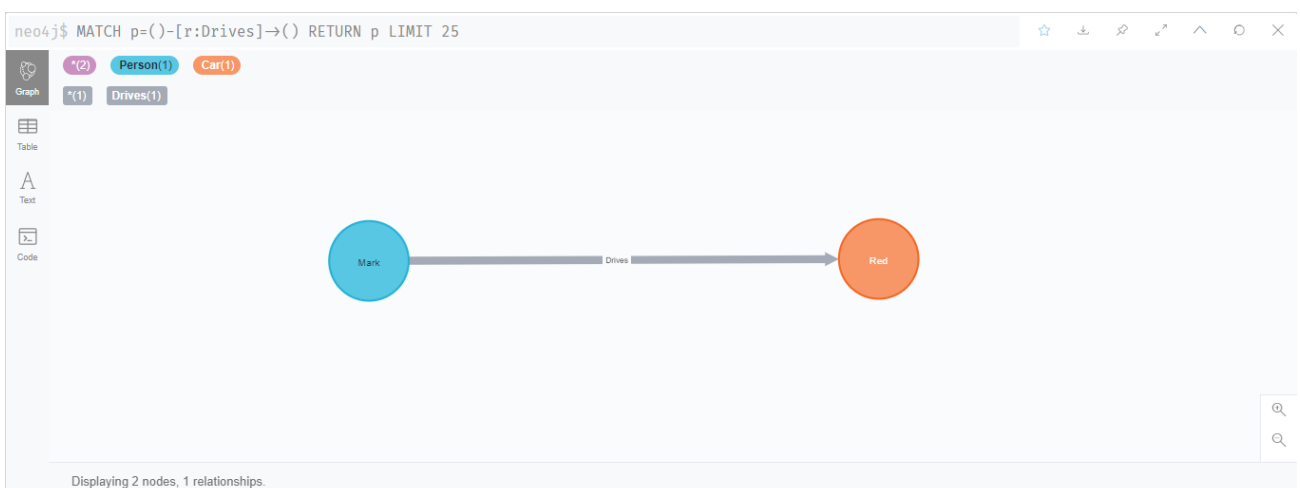 neo4j$ MATCH p=()-[r:Drives]→() RETURN p LIMIT 25
*(2) Person(1) Car(1)
*(1) Drives(1)
Graph
Table
A
Text
Code
Mark Drives Red
Displaying 2 nodes, 1 relationships.